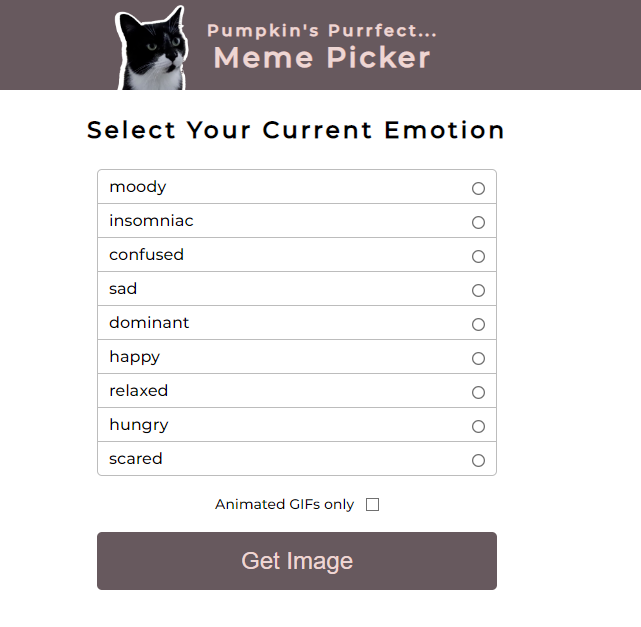 Pumpkin's Purrfect...
Meme Picker
Select Your Current Emotion
moody
insomniac
confused
sad
dominant
happy
relaxed
hungry
scared
Animated GIFs only
Get Image